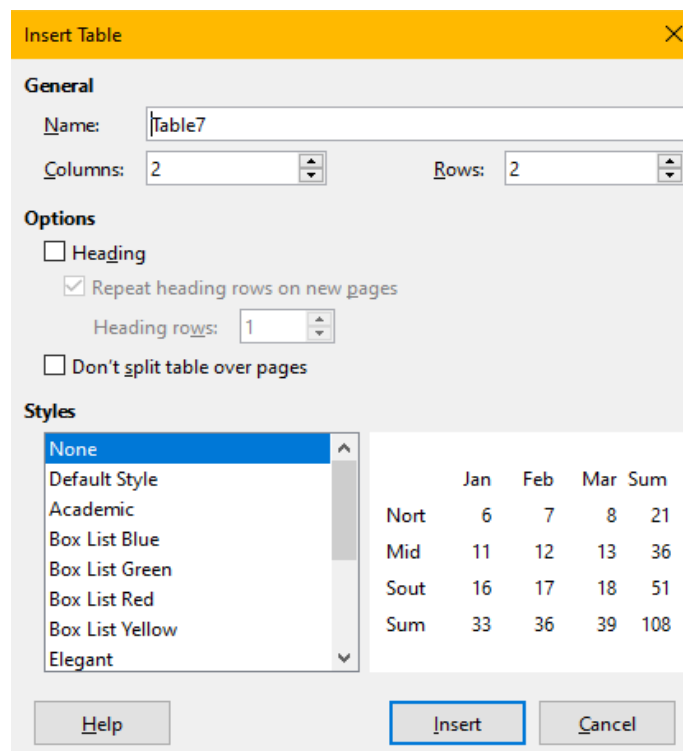 Insert Table
General
Name: Table7
Columns: 2 Rows: 2
Options
Heading
Repeat heading rows on new pages
Heading rows: 1
Don't split table over pages
Styles
None
Default Style
Academic
Box List Blue
Box List Green
Box List Red
Box List Yellow
Elegant
Jan Feb Mar Sum
Nort 6 7 8 21
Mid 11 12 13 36
Sout 16 17 18 51
Sum 33 36 39 108
Help Insert Cancel